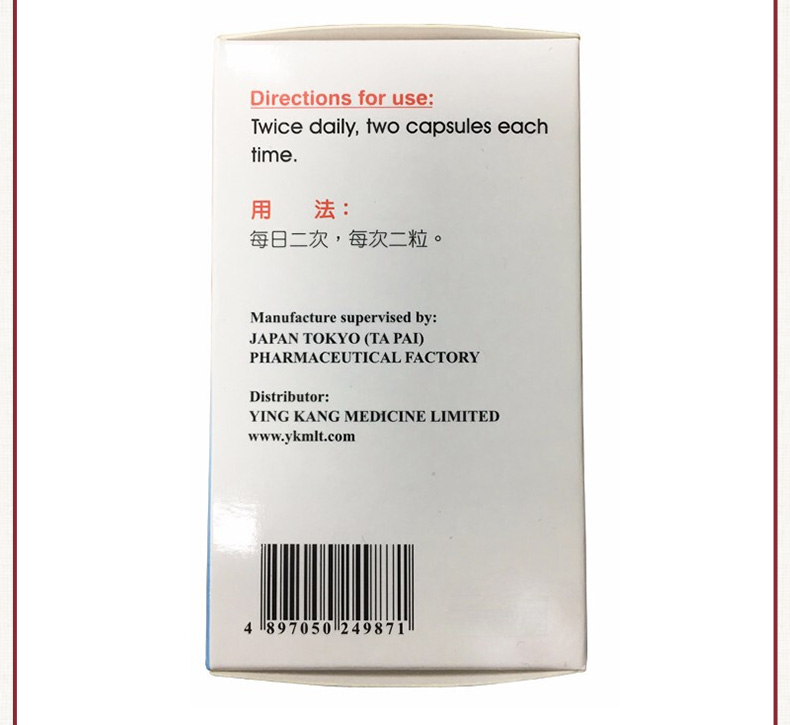 Directions for use:
Twice daily, two capsules each
time.
用　法：
每日二次，每次二粒。
Manufacture supervised by:
JAPAN TOKYO (TA PAI)
PHARMACEUTICAL FACTORY
Distributor:
YING KANG MEDICINE LIMITED
www.ykmlt.com
4 897050 249871